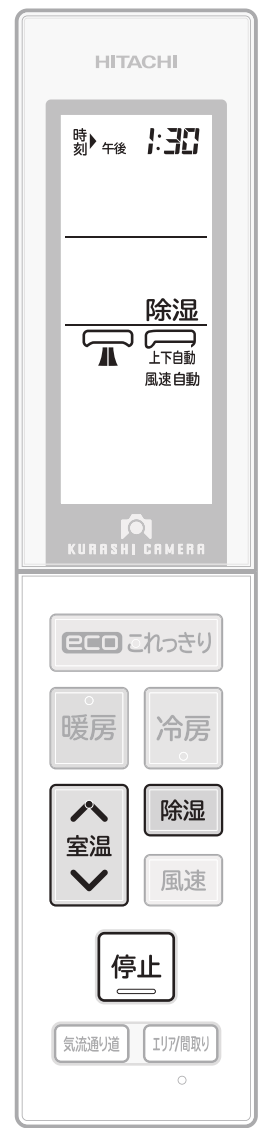 HITACHI
時刻 午後 1:30
除湿
上下自動
風速自動
KURASHI CAMERA
eco これっきり
暖房 冷房
室温 除湿
風速
停止
気流通り道 エリア/間取り